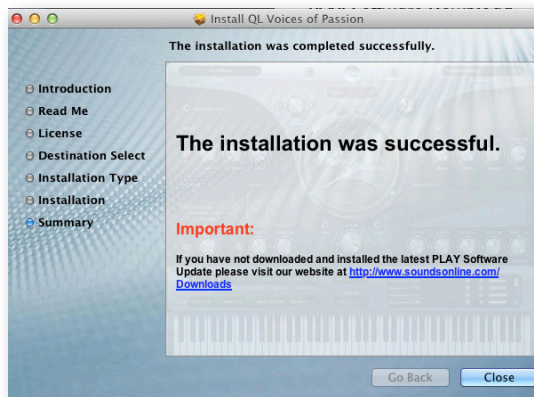 Install QL Voices of Passion
The installation was completed successfully.
Introduction
Read Me
License
Destination Select
Installation Type
Installation
Summary
The installation was successful.
Important:
If you have not downloaded and installed the latest PLAY Software
Update please visit our website at http://www.soundsonline.com/
Downloads
Go Back
Close